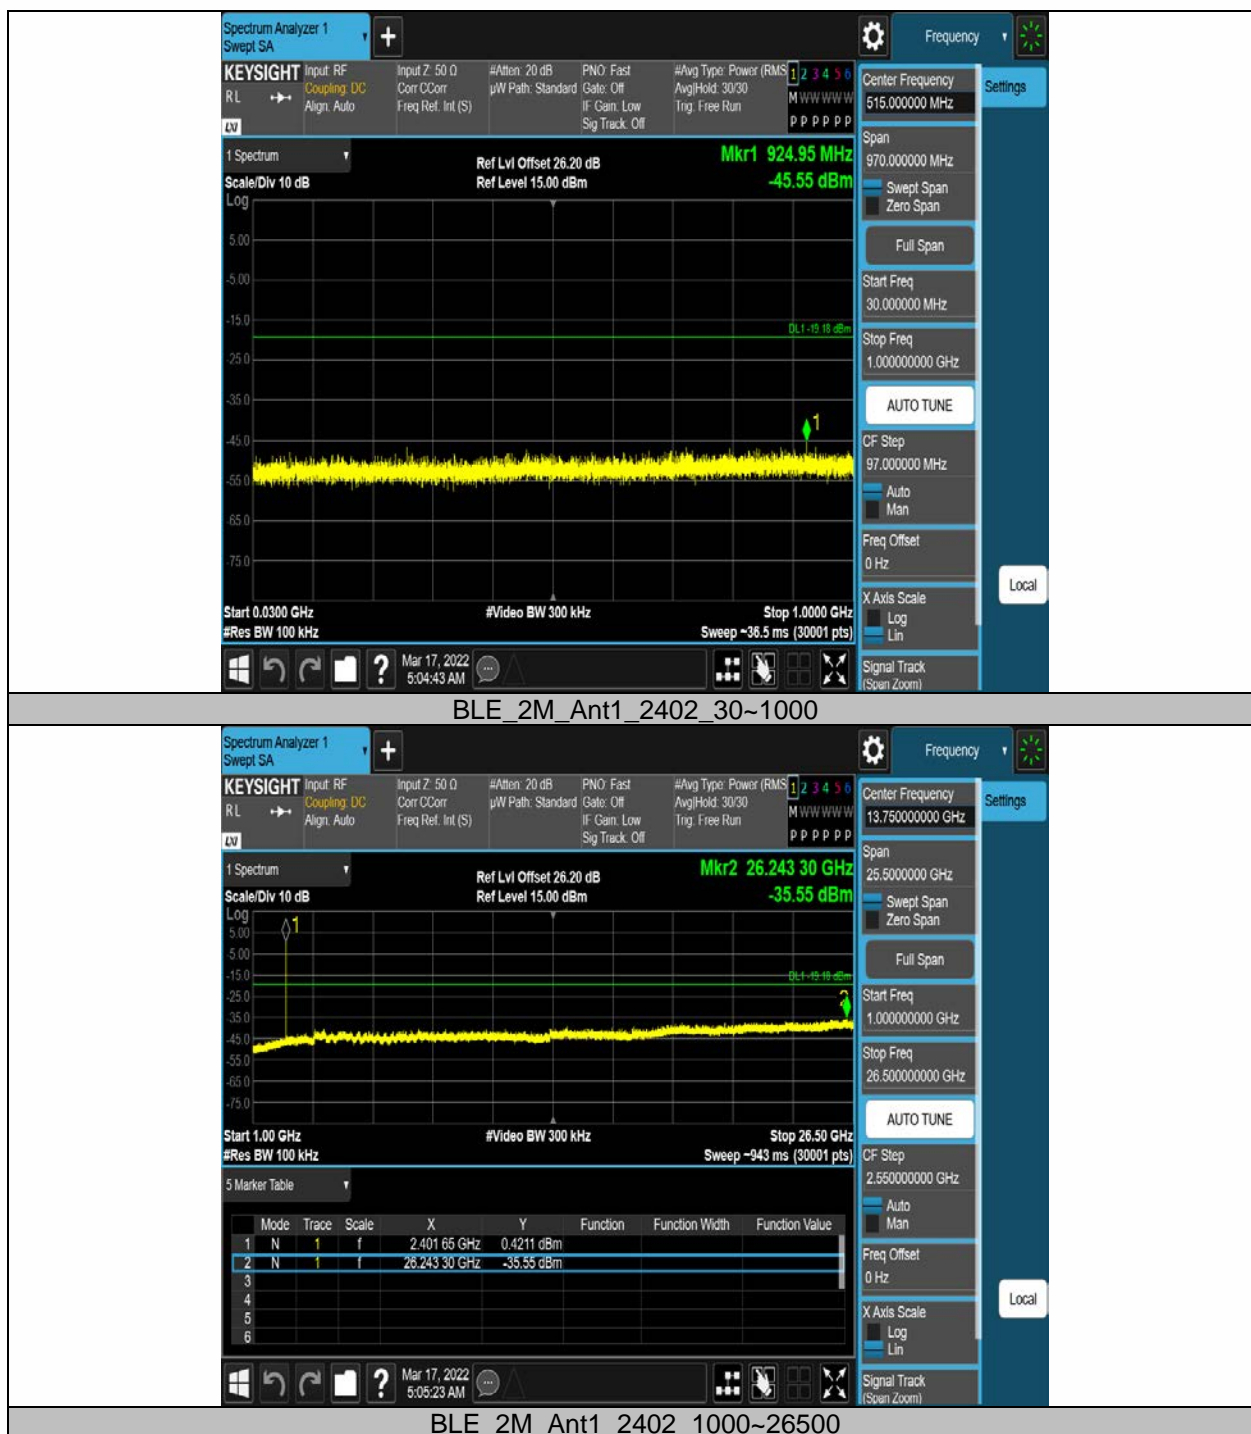 Spectrum Analyzer 1
Swept SA
Frequency
KEYSIGHT
RL
LXI
Input: RF
Coupling: DC
Align: Auto
Input Z: 50 Ω
Corr CCorr
Freq Ref: Int (S)
#Atten: 20 dB
µW Path: Standard
PNO: Fast
Gate: Off
IF Gain: Low
Sig Track: Off
#Avg Type: Power (RMS
Avg|Hold: 30/30
Trig: Free Run
1 2 3 4 5 6
M W W W W W
P P P P P P
1 Spectrum
Scale/Div 10 dB
Ref Lvl Offset 26.20 dB
Ref Level 15.00 dBm
Mkr1 924.95 MHz
-45.55 dBm
Log
5.00
-5.00
-15.0
-25.0
-35.0
-45.0
-55.0
-65.0
-75.0
DL1 -19.18 dBm
1
Start 0.0300 GHz
#Res BW 100 kHz
#Video BW 300 kHz
Stop 1.0000 GHz
Sweep ~36.5 ms (30001 pts)
Mar 17, 2022
5:04:43 AM
Center Frequency
515.000000 MHz
Settings
Span
970.000000 MHz
Swept Span
Zero Span
Full Span
Start Freq
30.000000 MHz
Stop Freq
1.000000000 GHz
AUTO TUNE
CF Step
97.000000 MHz
Auto
Man
Freq Offset
0 Hz
X Axis Scale
Log
Lin
Local
Signal Track
(Span Zoom)
BLE_2M_Ant1_2402_30~1000
Spectrum Analyzer 1
Swept SA
Frequency
KEYSIGHT
RL
LXI
Input: RF
Coupling: DC
Align: Auto
Input Z: 50 Ω
Corr CCorr
Freq Ref: Int (S)
#Atten: 20 dB
µW Path: Standard
PNO: Fast
Gate: Off
IF Gain: Low
Sig Track: Off
#Avg Type: Power (RMS
Avg|Hold: 30/30
Trig: Free Run
1 2 3 4 5 6
M W W W W W
P P P P P P
1 Spectrum
Scale/Div 10 dB
Ref Lvl Offset 26.20 dB
Ref Level 15.00 dBm
Mkr2 26.243 30 GHz
-35.55 dBm
Log
5.00
-5.00
-15.0
-25.0
-35.0
-45.0
-55.0
-65.0
-75.0
1
DL1 -19.18 dBm
2
Start 1.00 GHz
#Res BW 100 kHz
#Video BW 300 kHz
Stop 26.50 GHz
Sweep ~943 ms (30001 pts)
5 Marker Table
Mode Trace Scale X Y Function Function Width Function Value
1 N 1 f 2.401 65 GHz 0.4211 dBm
2 N 1 f 26.243 30 GHz -35.55 dBm
3
4
5
6
Mar 17, 2022
5:05:23 AM
Center Frequency
13.750000000 GHz
Settings
Span
25.5000000 GHz
Swept Span
Zero Span
Full Span
Start Freq
1.000000000 GHz
Stop Freq
26.500000000 GHz
AUTO TUNE
CF Step
2.550000000 GHz
Auto
Man
Freq Offset
0 Hz
X Axis Scale
Log
Lin
Local
Signal Track
(Span Zoom)
BLE_2M_Ant1_2402_1000~26500